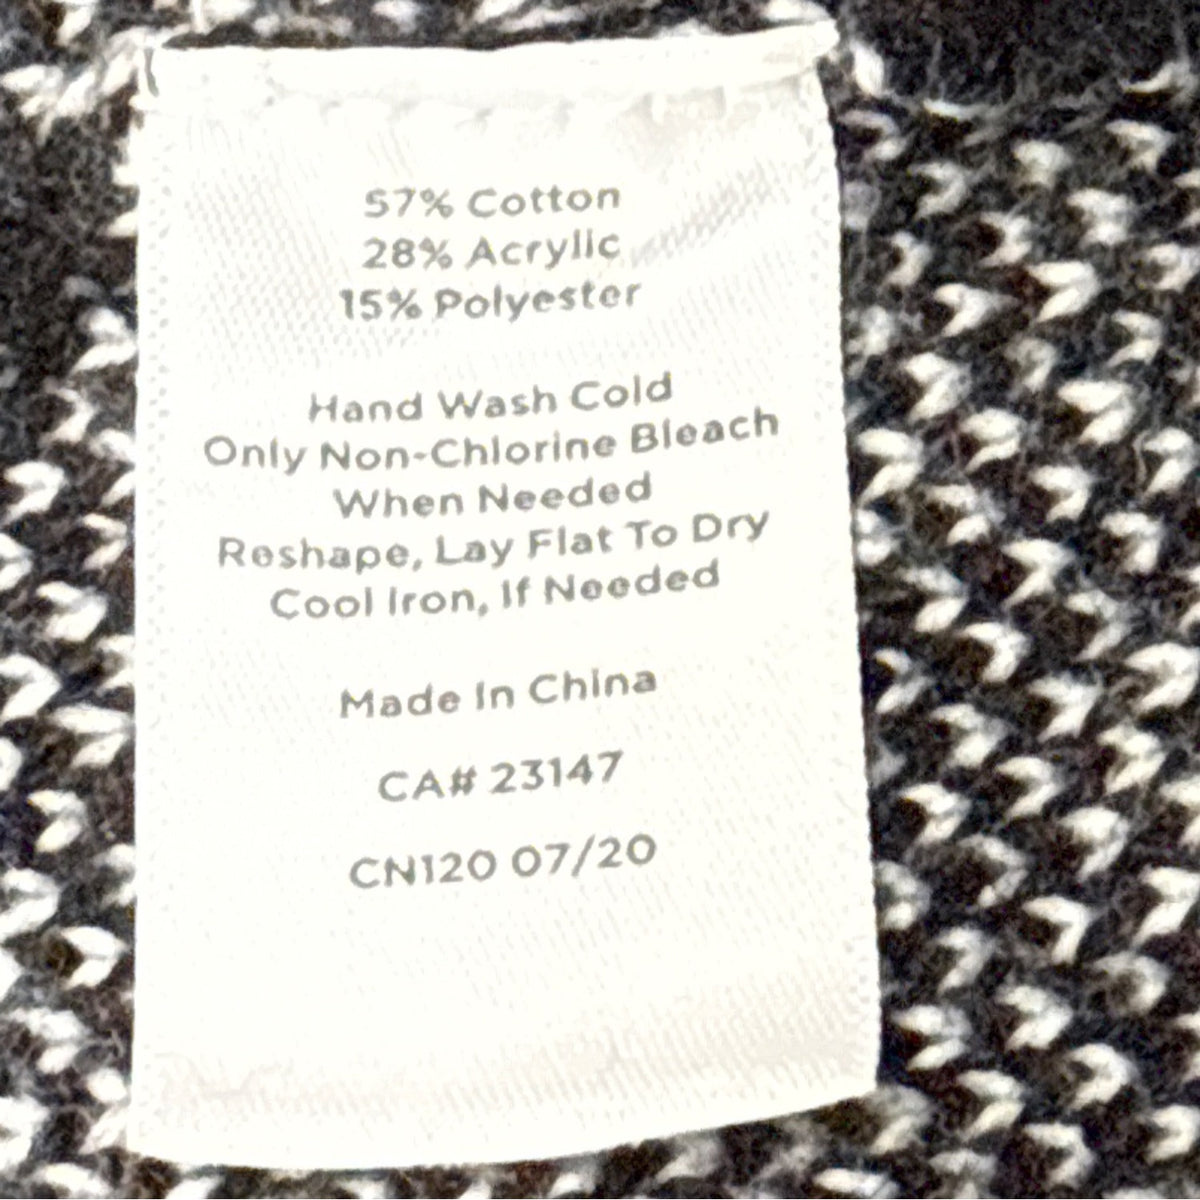 57% Cotton
28% Acrylic
15% Polyester
Hand Wash Cold
Only Non-Chlorine Bleach
When Needed
Reshape, Lay Flat To Dry
Cool Iron, If Needed
Made In China
CA# 23147
CN120 07/20